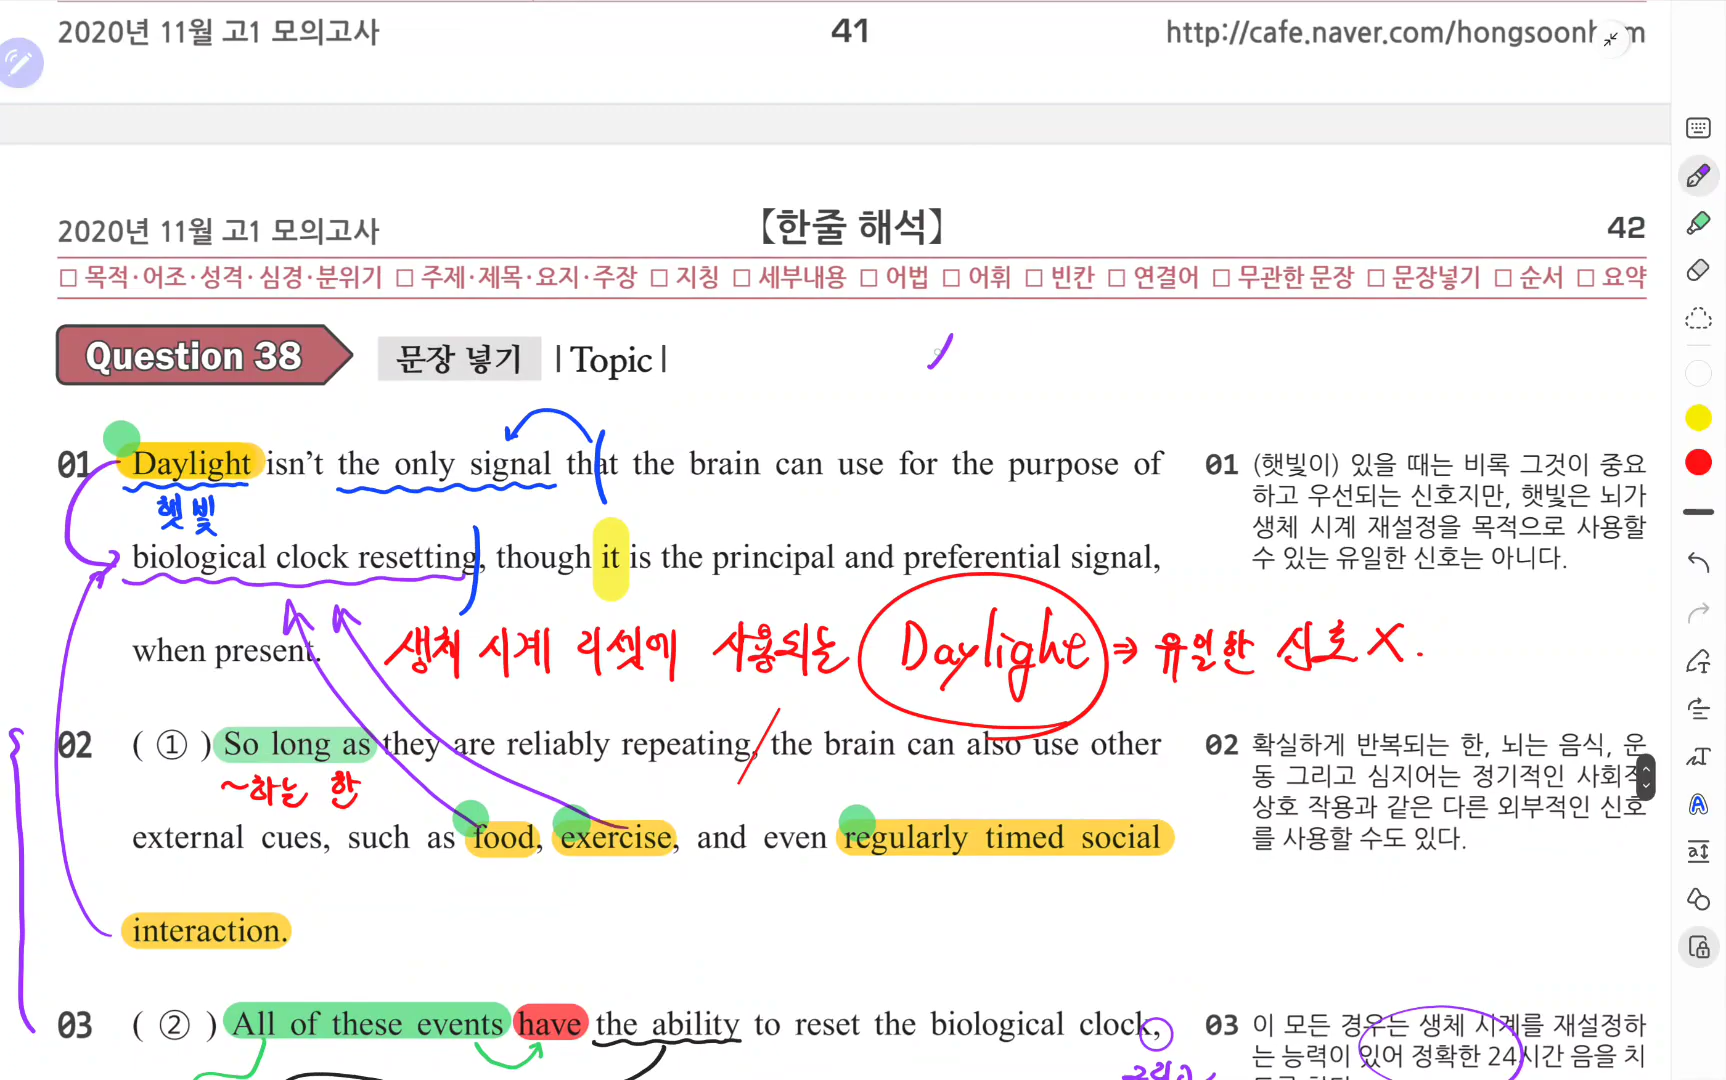 2020년 11월 고1 모의고사 41 http://cafe.naver.com/hongsoonh m
2020년 11월 고1 모의고사 【한줄 해석】 42
□ 목적·어조·성격·심경·분위기 □ 주제·제목·요지·주장 □ 지칭 □ 세부내용 □ 어법 □ 어휘 □ 빈칸 □ 연결어 □ 무관한 문장 □ 문장넣기 □ 순서 □ 요약
Question 38 문장 넣기 | Topic |
01 Daylight isn't the only signal that the brain can use for the purpose of
햇빛
biological clock resetting, though it is the principal and preferential signal,
when present.
생체 시계 리셋에 사용되는 Daylight ⇒ 유일한 신호 X.
01 (햇빛이) 있을 때는 비록 그것이 중요
하고 우선되는 신호지만, 햇빛은 뇌가
생체 시계 재설정을 목적으로 사용할
수 있는 유일한 신호는 아니다.
02 ( ① ) So long as they are reliably repeating, the brain can also use other
~하는 한
external cues, such as food, exercise, and even regularly timed social
interaction.
02 확실하게 반복되는 한, 뇌는 음식, 운
동 그리고 심지어는 정기적인 사회적
상호 작용과 같은 다른 외부적인 신호
를 사용할 수도 있다.
03 ( ② ) All of these events have the ability to reset the biological clock,
03 이 모든 경우는 생체 시계를 재설정하
는 능력이 있어 정확한 24시간 음을 치